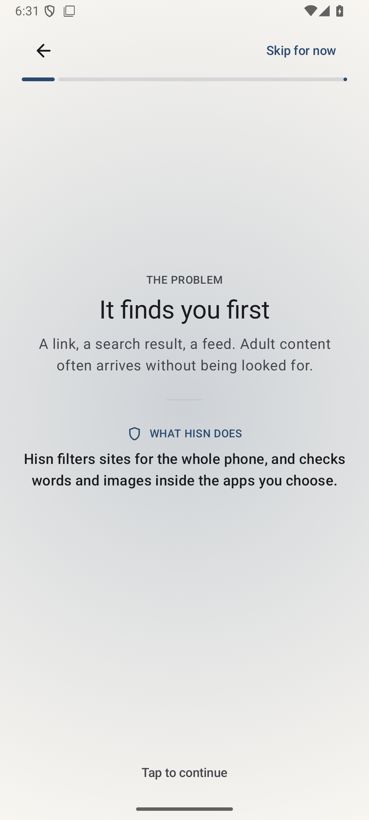 6:31
Skip for now
THE PROBLEM
It finds you first
A link, a search result, a feed. Adult content
often arrives without being looked for.
WHAT HISN DOES
Hisn filters sites for the whole phone, and checks
words and images inside the apps you choose.
Tap to continue